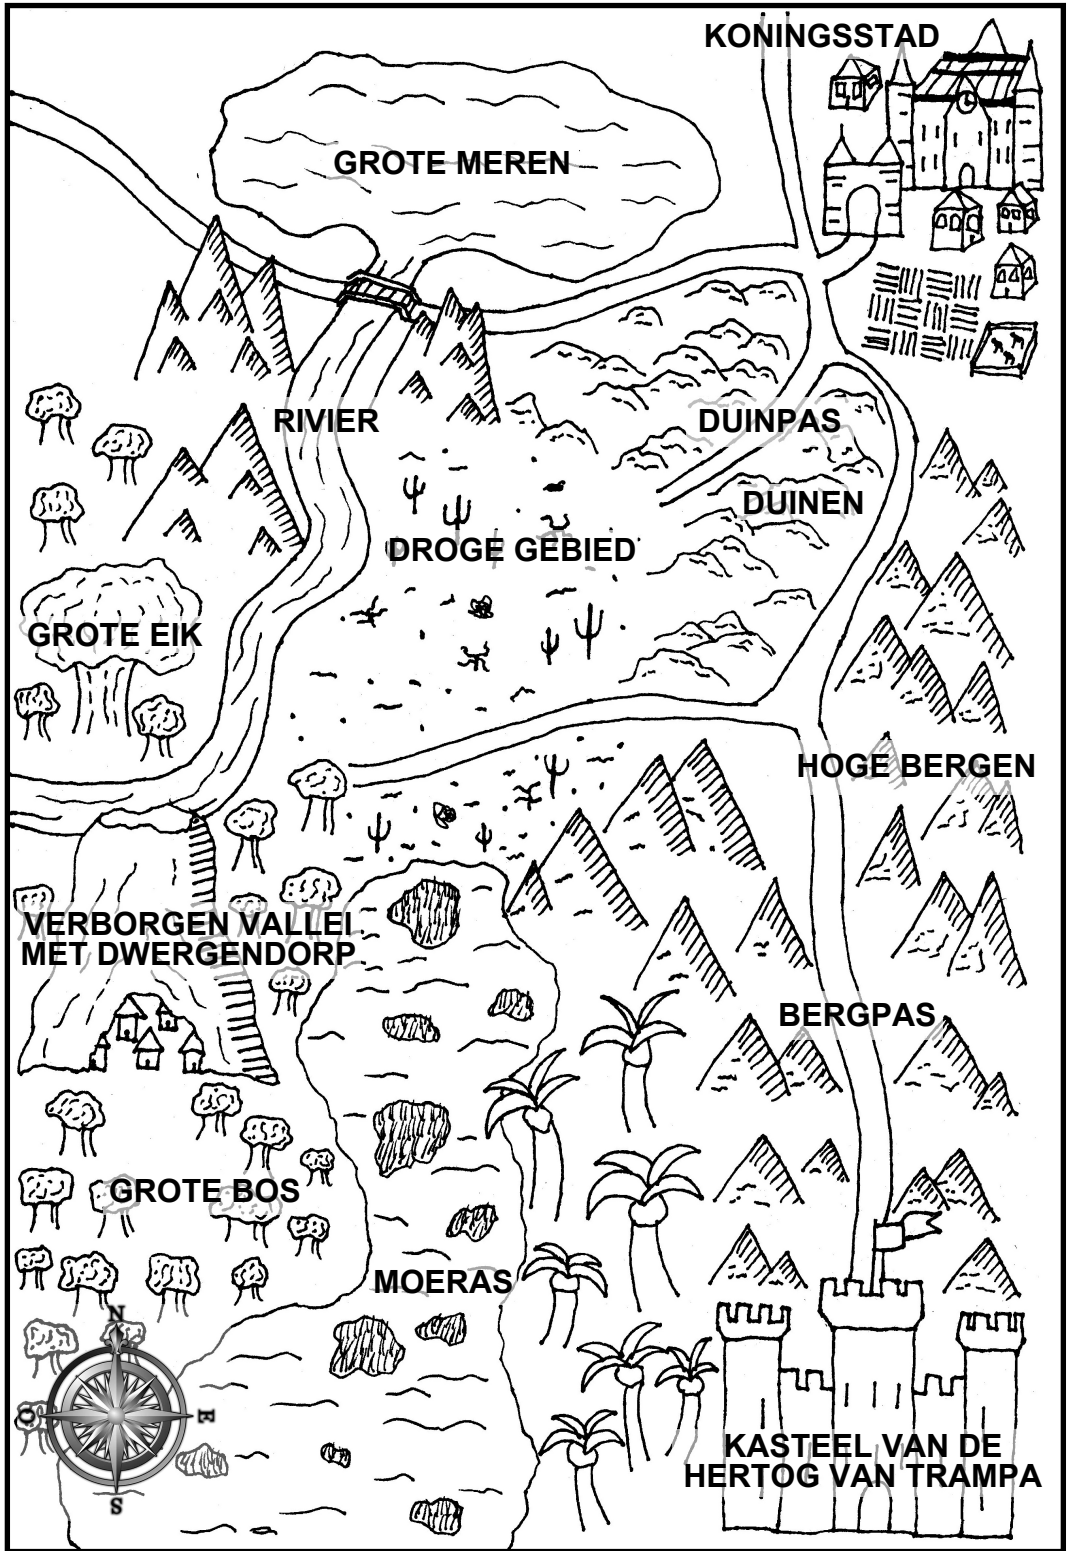 KONINGSSTAD
GROTE MEREN
RIVIER
DUINPAS
DUINEN
DROGE GEBIED
GROTE EIK
HOGE BERGEN
VERBORGEN VALLEI
MET DWERGENDORP
BERGPAS
GROTE BOS
MOERAS
N
O
E
S
KASTEEL VAN DE
HERTOG VAN TRAMPA